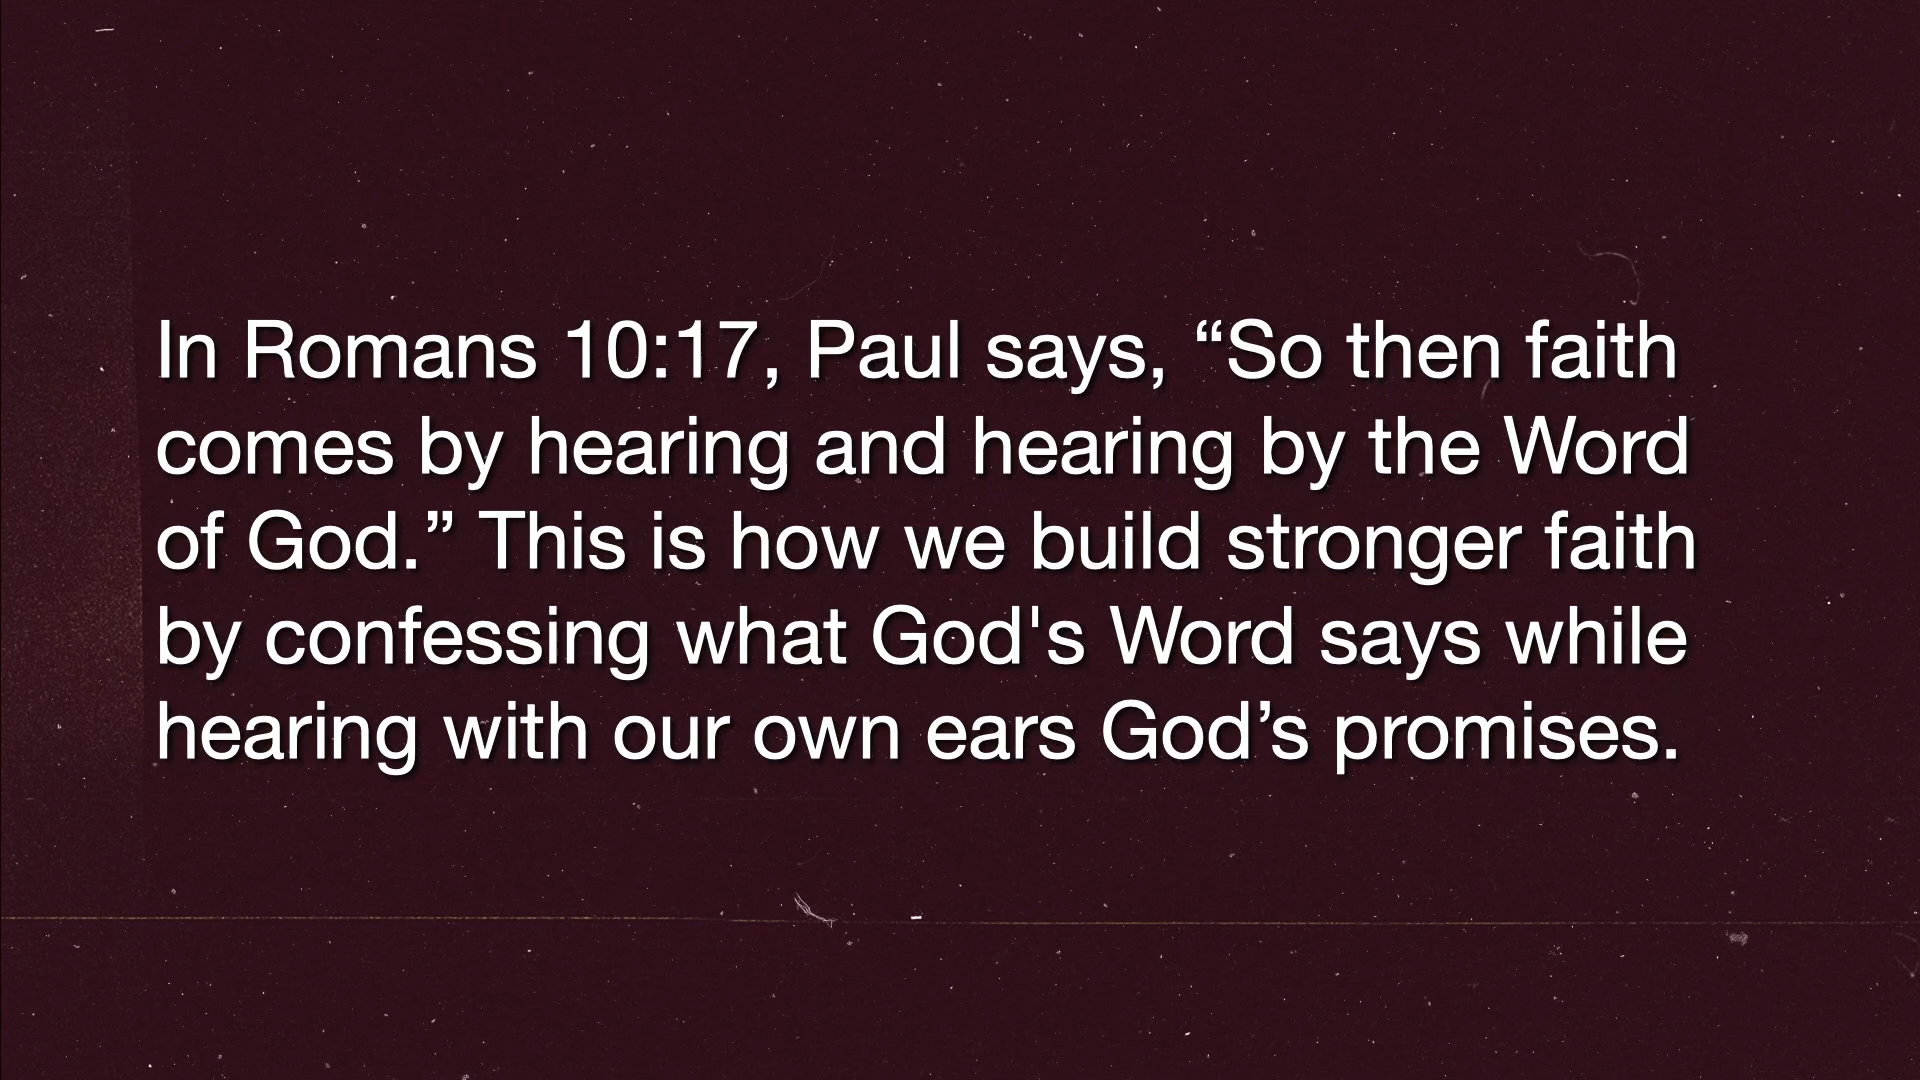 In Romans 10:17, Paul says, “So then faith
comes by hearing and hearing by the Word
of God.” This is how we build stronger faith
by confessing what God's Word says while
hearing with our own ears God’s promises.